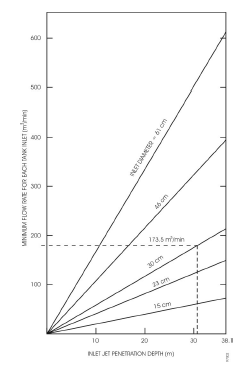 600
500
400
300
200
100
MINIMUM FLOW RATE FOR EACH TANK INLET (m³/min)
INLET DIAMETER = 61 cm
46 cm
173.5 m³/min
30 cm
23 cm
15 cm
10
20
30
38.1
INLET JET PENETRATION DEPTH (m)